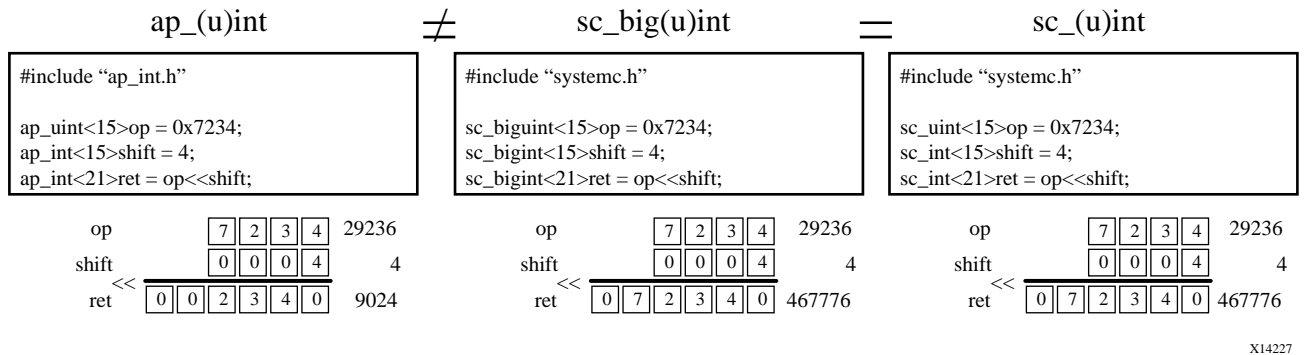 ap_(u)int ≠ sc_big(u)int = sc_(u)int
#include “ap_int.h”
ap_uint<15>op = 0x7234;
ap_int<15>shift = 4;
ap_int<21>ret = op<<shift;
#include “systemc.h”
sc_biguint<15>op = 0x7234;
sc_bigint<15>shift = 4;
sc_bigint<21>ret = op<<shift;
#include “systemc.h”
sc_uint<15>op = 0x7234;
sc_int<15>shift = 4;
sc_int<21>ret = op<<shift;
op 7 2 3 4 29236
shift 0 0 0 4 4
<<
ret 0 0 2 3 4 0 9024
op 7 2 3 4 29236
shift 0 0 0 4 4
<<
ret 0 7 2 3 4 0 467776
op 7 2 3 4 29236
shift 0 0 0 4 4
<<
ret 0 7 2 3 4 0 467776
X14227